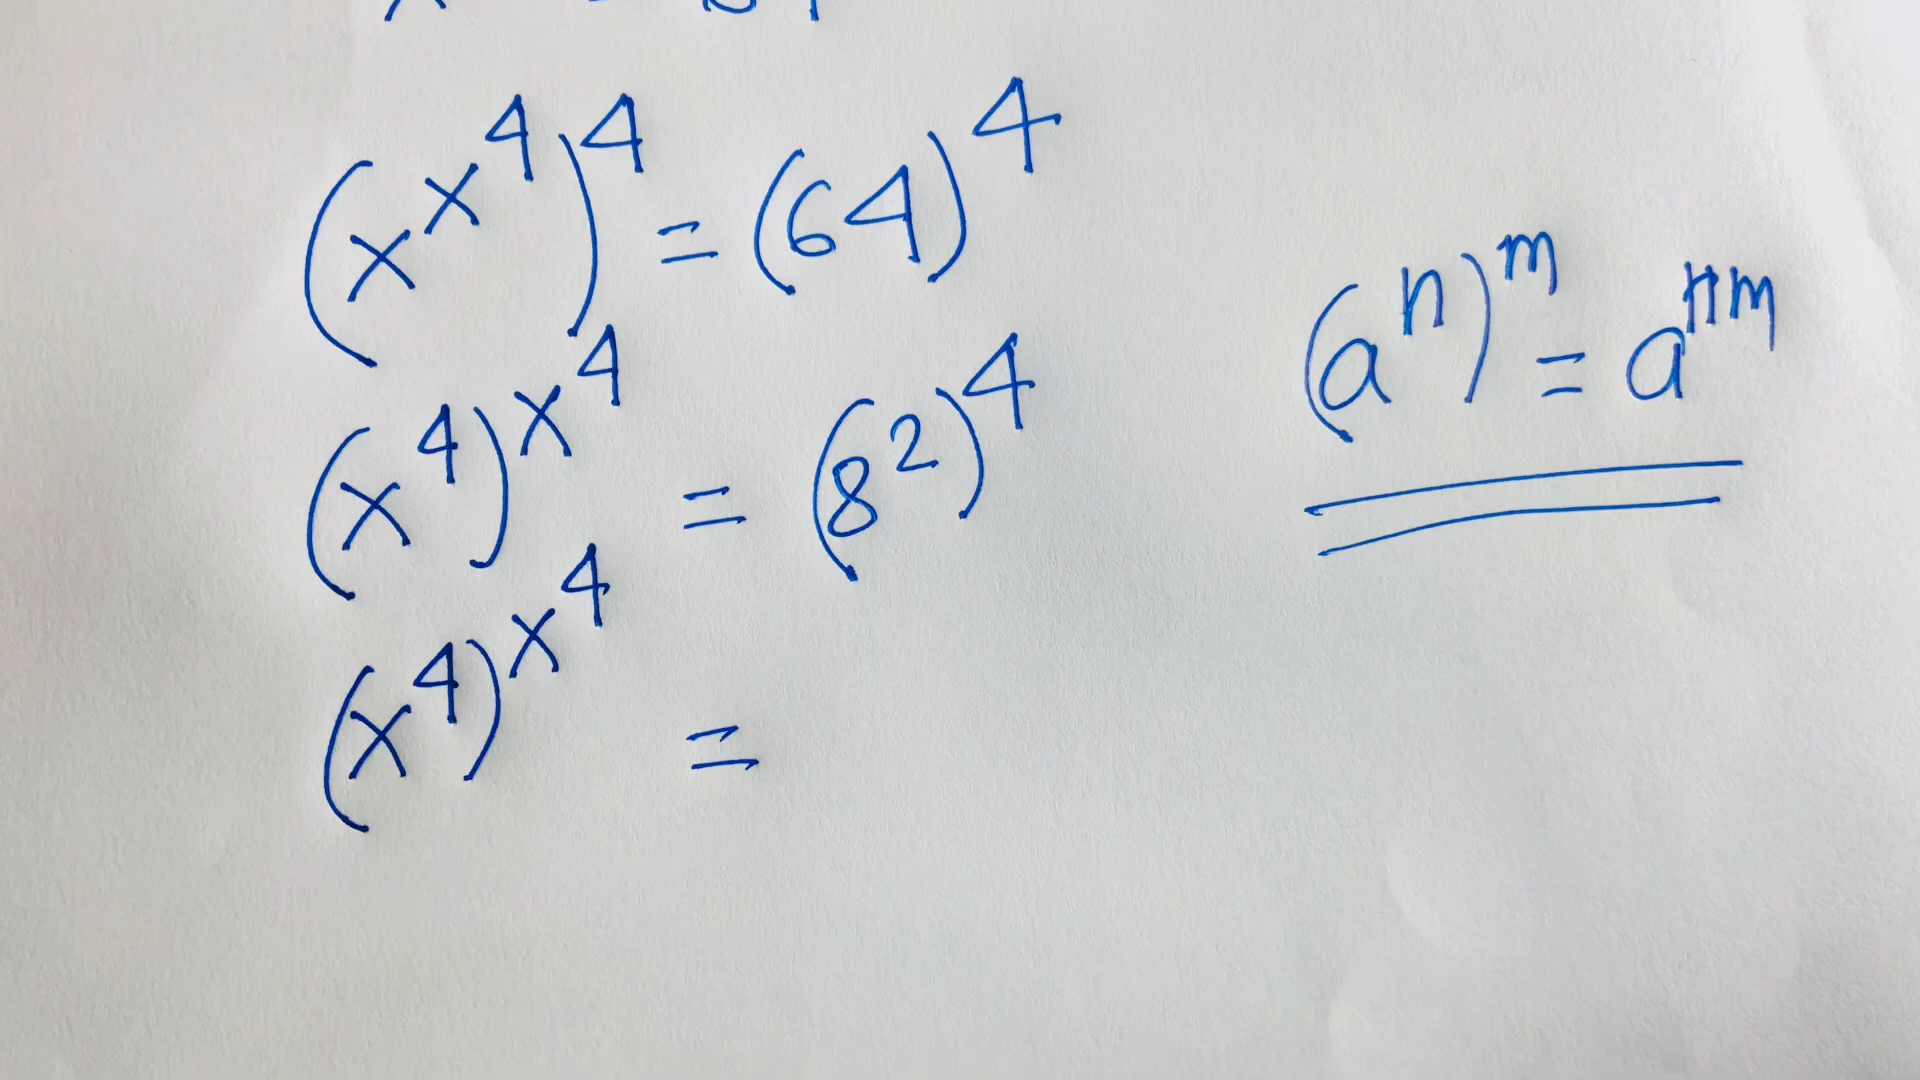 (x^x^4)^4 = (64)^4
(x^4)^x^4 = (8^2)^4
(x^4)^x^4 =
(a^n)^m = a^nm